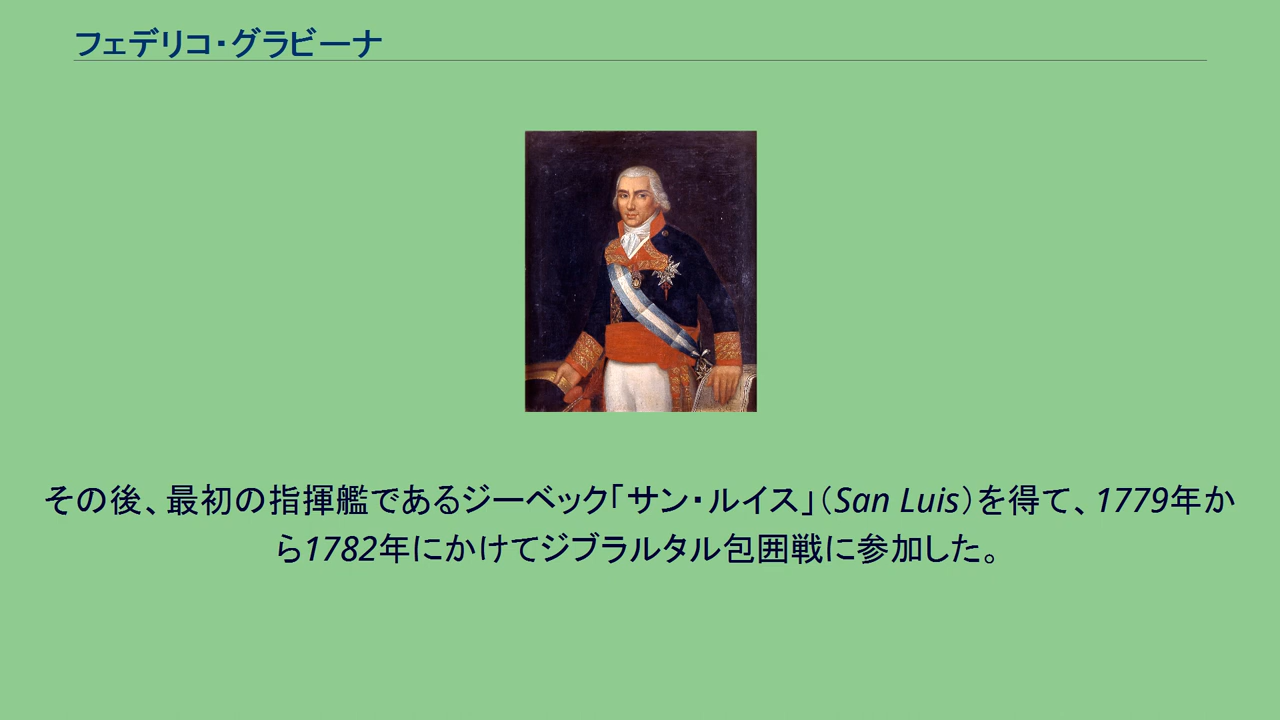 フェデリコ・グラビーナ
その後、最初の指揮艦であるジーベック｢サン・ルイス｣（San Luis）を得て、1779年か
ら1782年にかけてジブラルタル包囲戦に参加した。